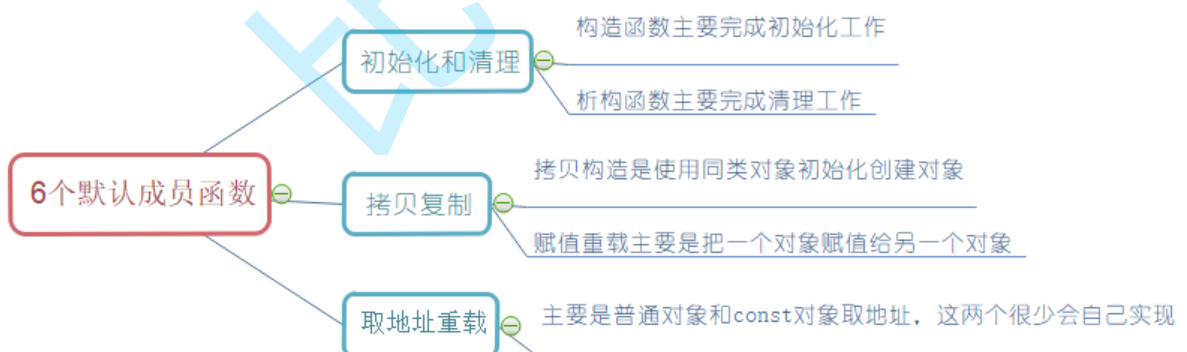 构造函数主要完成初始化工作
初始化和清理
析构函数主要完成清理工作
6个默认成员函数
拷贝构造是使用同类对象初始化创建对象
拷贝复制
赋值重载主要是把一个对象赋值给另一个对象
取地址重载
主要是普通对象和const对象取地址，这两个很少会自己实现